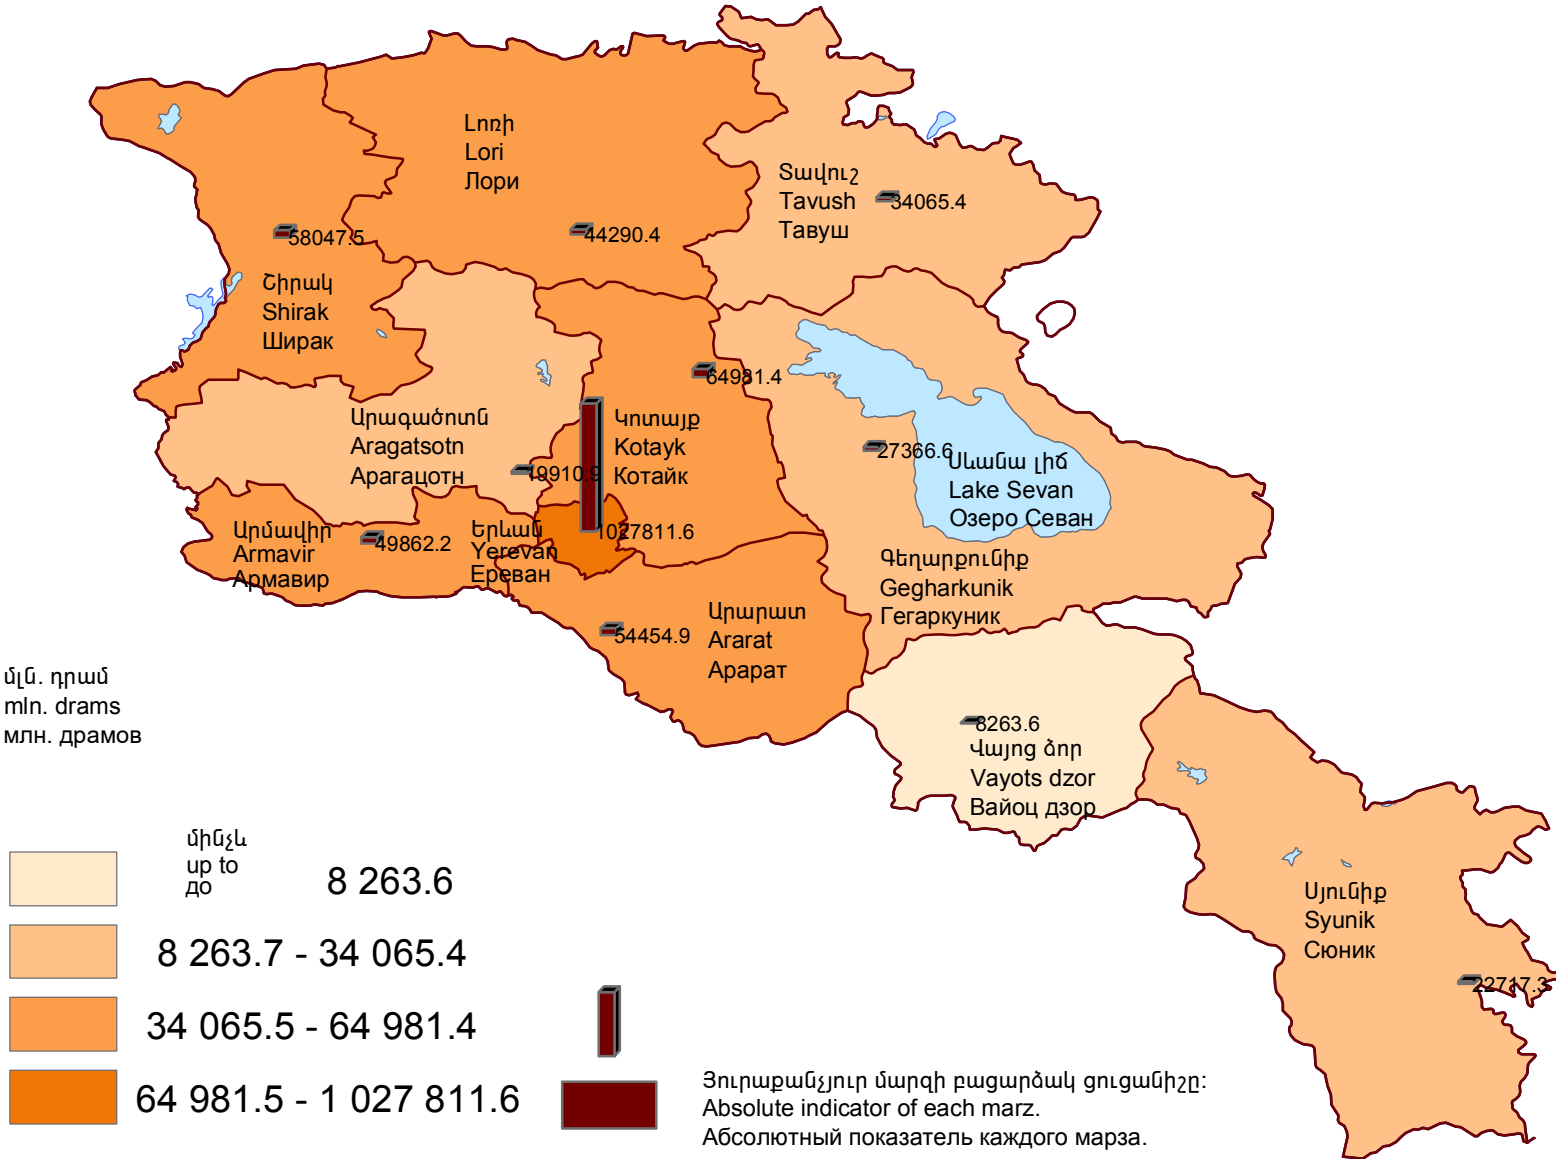 Լոռի
Lori
Лори
44290.4
Տավուշ
Tavush
Тавуш
34065.4
58047.5
Շիրակ
Shirak
Ширак
64981.4
Արագածոտն
Aragatsotn
Арагацотн
19910.9
Կոտայք
Kotayk
Котайк
27366.6
Սևանա լիճ
Lake Sevan
Озеро Севан
Արմավիր
Armavir
Армавир
49862.2
Երևան
Yerevan
Ереван
1027811.6
Գեղարքունիք
Gegharkunik
Гегаркуник
54454.9
Արարատ
Ararat
Арарат
մլն. դրամ
mln. drams
млн. драмов
8263.6
Վայոց ձոր
Vayots dzor
Вайоц дзор
Սյունիք
Syunik
Сюник
22717.3
մինչև
up to
до
8 263.6
8 263.7 - 34 065.4
34 065.5 - 64 981.4
64 981.5 - 1 027 811.6
Յուրաքանչյուր մարզի բացարձակ ցուցանիշը:
Absolute indicator of each marz.
Абсолютный показатель каждого марза.